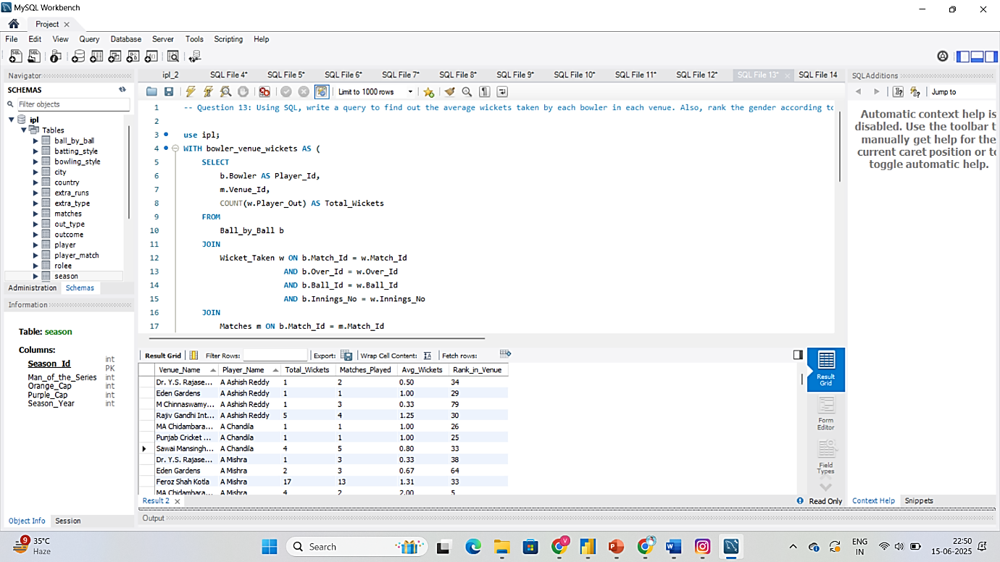 MySQL Workbench
Project
File Edit View Query Database Server Tools Scripting Help
Navigator
SCHEMAS
Filter objects
ipl
Tables
ball_by_ball
batting_style
bowling_style
city
country
extra_runs
extra_type
matches
out_type
outcome
player
player_match
rolee
season
Administration Schemas
Information
Table: season
Columns:
Season_Id int PK
Man_of_the_Series int
Orange_Cap int
Purple_Cap int
Season_Year int
Object Info Session
ipl_2 SQL File 4* SQL File 5* SQL File 6* SQL File 7* SQL File 8* SQL File 9* SQL File 10* SQL File 11* SQL File 12* SQL File 13* SQL File 14
Limit to 1000 rows
1 -- Question 13: Using SQL, write a query to find out the average wickets taken by each bowler in each venue. Also, rank the gender according to
2
3 use ipl;
4 WITH bowler_venue_wickets AS (
5 SELECT
6 b.Bowler AS Player_Id,
7 m.Venue_Id,
8 COUNT(w.Player_Out) AS Total_Wickets
9 FROM
10 Ball_by_Ball b
11 JOIN
12 Wicket_Taken w ON b.Match_Id = w.Match_Id
13 AND b.Over_Id = w.Over_Id
14 AND b.Ball_Id = w.Ball_Id
15 AND b.Innings_No = w.Innings_No
16 JOIN
17 Matches m ON b.Match_Id = m.Match_Id
Result Grid Filter Rows: Export: Wrap Cell Content: Fetch rows:
Venue_Name Player_Name Total_Wickets Matches_Played Avg_Wickets Rank_in_Venue
Dr. Y.S. Rajase... A Ashish Reddy 1 2 0.50 34
Eden Gardens A Ashish Reddy 1 1 1.00 29
M Chinnaswamy... A Ashish Reddy 1 3 0.33 79
Rajiv Gandhi Int... A Ashish Reddy 5 4 1.25 30
MA Chidambara... A Chandila 1 1 1.00 26
Punjab Cricket ... A Chandila 1 1 1.00 25
Sawai Mansingh... A Chandila 4 5 0.80 33
Dr. Y.S. Rajase... A Mishra 1 3 0.33 38
Eden Gardens A Mishra 2 3 0.67 64
Feroz Shah Kotla A Mishra 17 13 1.31 33
MA Chidambara... A Mishra 4 2 2.00 5
Result 2
Read Only
Output
Result Grid
Form Editor
Field Types
SQLAdditions
Jump to
Automatic context help is
disabled. Use the toolbar t
manually get help for the
current caret position or to
toggle automatic help.
Context Help Snippets
9
35°C
Haze
Search
V
ENG
IN
22:50
15-06-2025